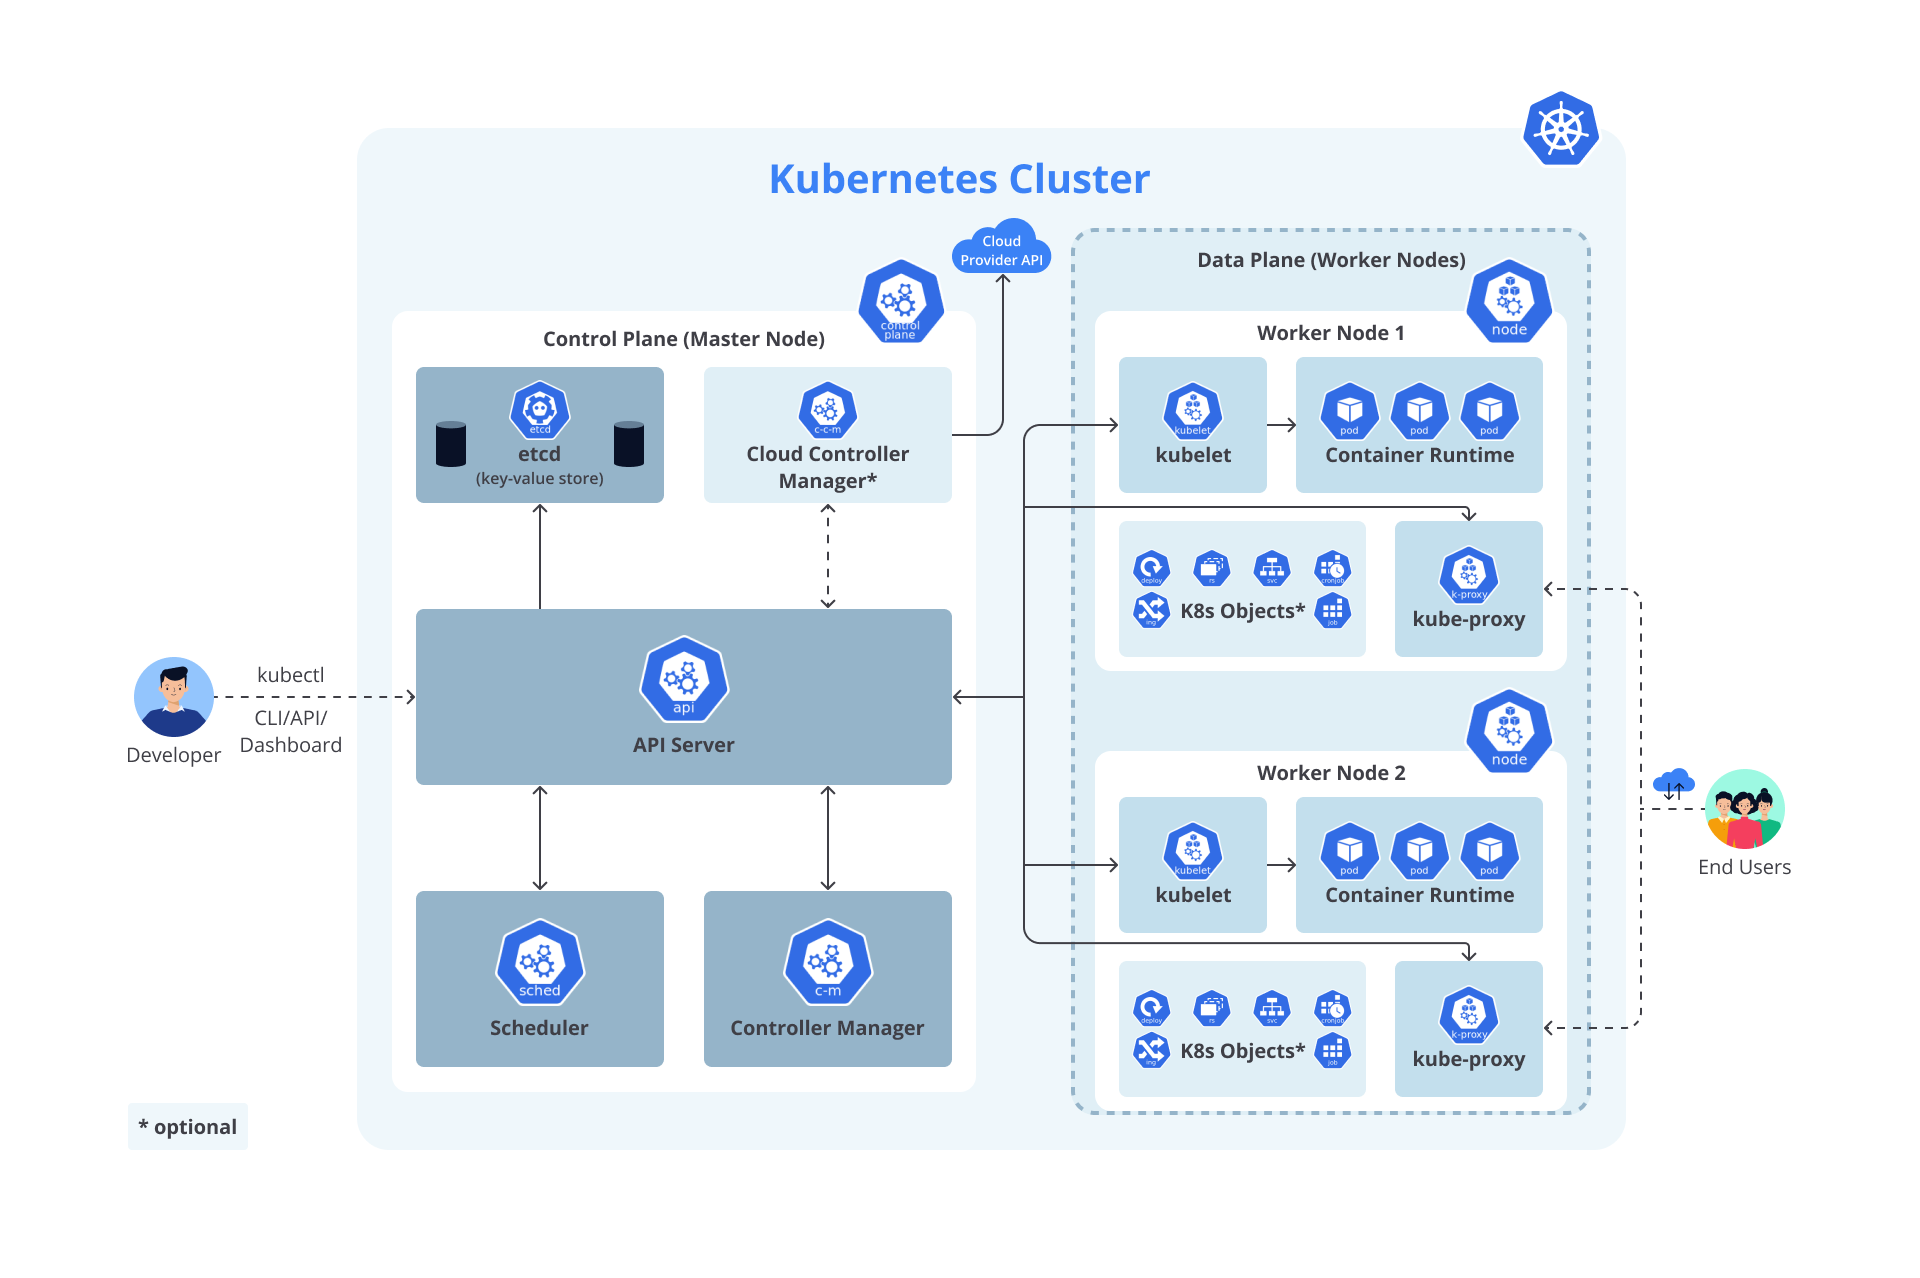 Kubernetes Cluster
Cloud
Provider API
control
plane
Control Plane (Master Node)
etcd
etcd
(key-value store)
c-c-m
Cloud Controller
Manager*
kubectl
CLI/API/
Dashboard
Developer
api
API Server
sched
Scheduler
c-m
Controller Manager
Data Plane (Worker Nodes)
node
Worker Node 1
kubelet
kubelet
pod pod pod
Container Runtime
deploy rs svc cronjob
K8s Objects*
ing job
k-proxy
kube-proxy
node
Worker Node 2
kubelet
kubelet
pod pod pod
Container Runtime
deploy rs svc cronjob
K8s Objects*
ing job
k-proxy
kube-proxy
End Users
* optional